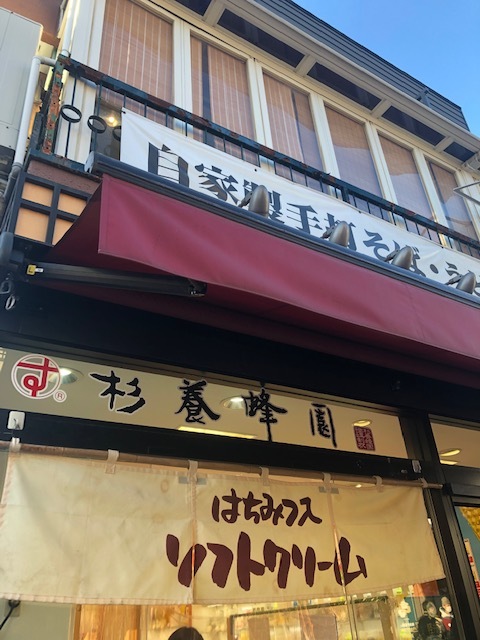 自家製手打 そば・う
す® 杉養蜂園
はちみつ入
ソフトクリーム